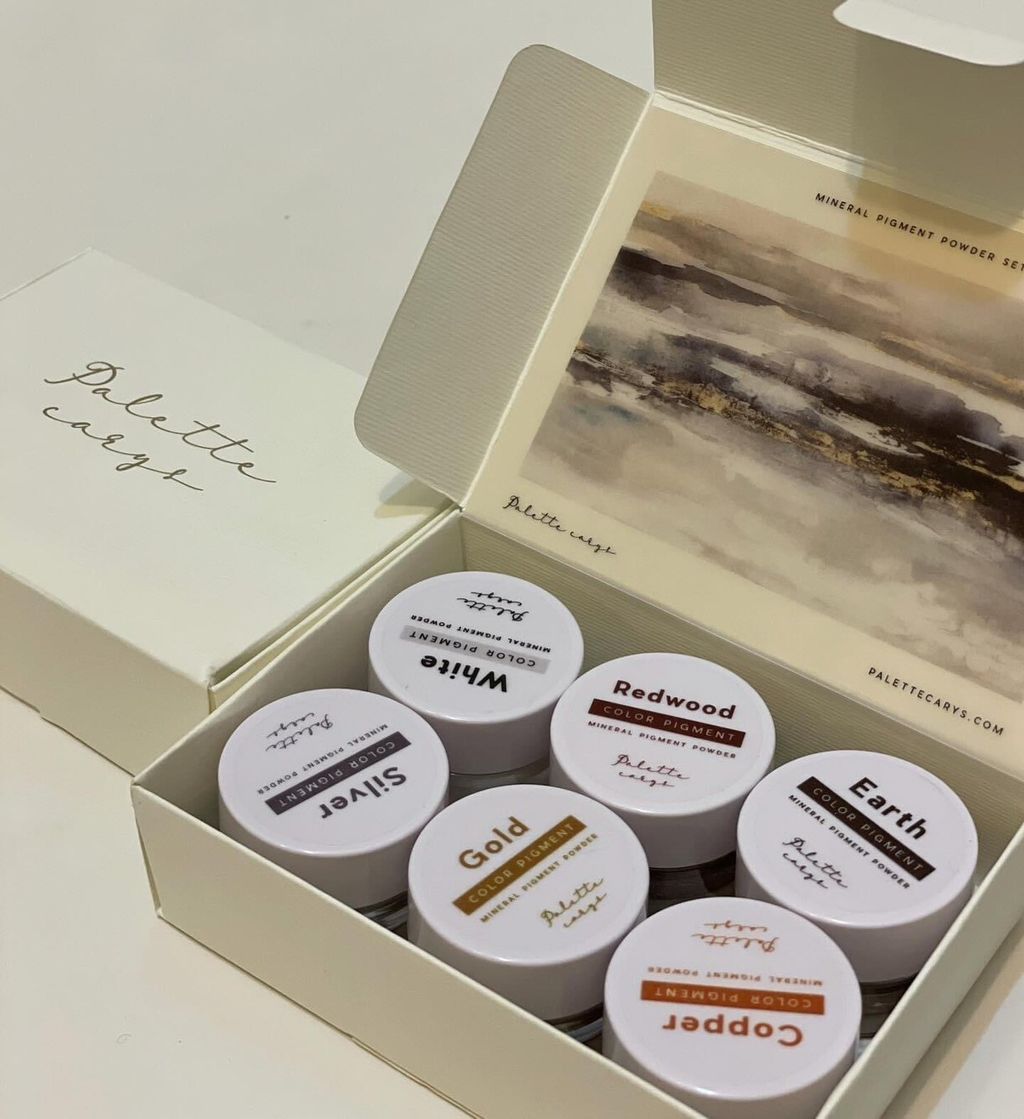 MINERAL PIGMENT POWDER SET
Palette
carys
Palette carys
PALETTECARYS.COM
Palette
carys
MINERAL PIGMENT POWDER
COLOR PIGMENT
White
Redwood
COLOR PIGMENT
MINERAL PIGMENT POWDER
Palette
carys
Palette
carys
MINERAL PIGMENT POWDER
COLOR PIGMENT
Silver
Earth
COLOR PIGMENT
MINERAL PIGMENT POWDER
Palette
carys
Gold
COLOR PIGMENT
MINERAL PIGMENT POWDER
Palette
carys
Palette
carys
MINERAL PIGMENT POWDER
COLOR PIGMENT
Copper